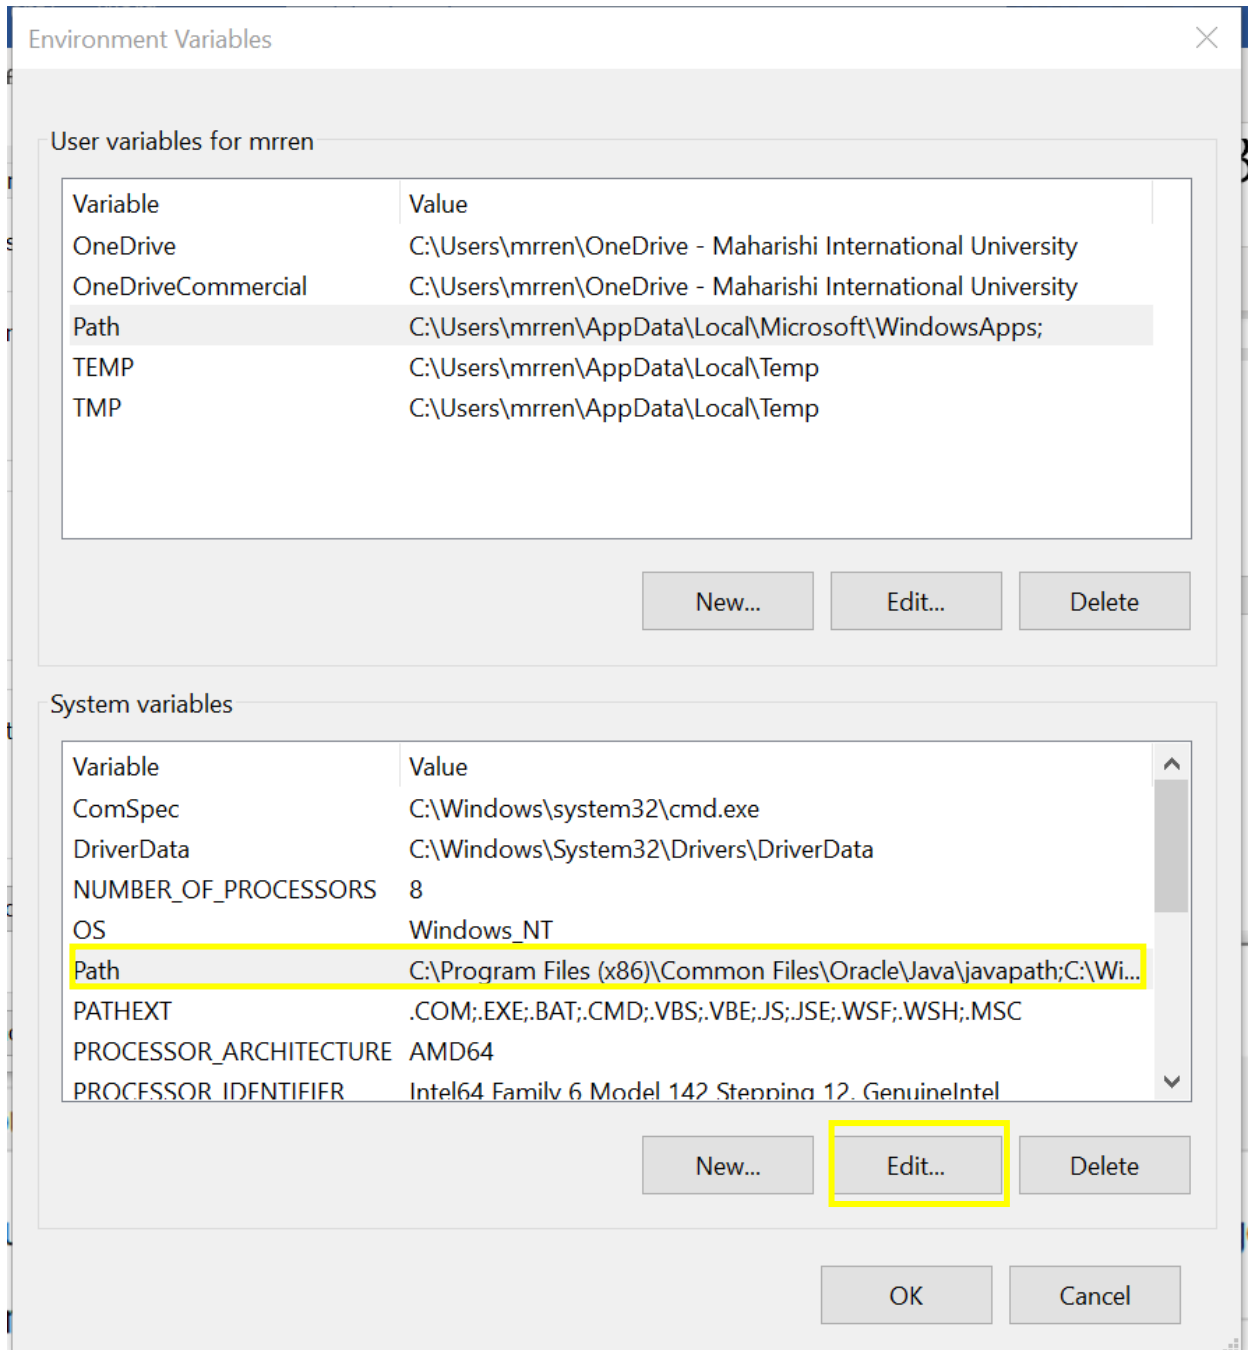 Environment Variables
User variables for mrren
Variable Value
OneDrive C:\Users\mrren\OneDrive - Maharishi International University
OneDriveCommercial C:\Users\mrren\OneDrive - Maharishi International University
Path C:\Users\mrren\AppData\Local\Microsoft\WindowsApps;
TEMP C:\Users\mrren\AppData\Local\Temp
TMP C:\Users\mrren\AppData\Local\Temp
New... Edit... Delete
System variables
Variable Value
ComSpec C:\Windows\system32\cmd.exe
DriverData C:\Windows\System32\Drivers\DriverData
NUMBER_OF_PROCESSORS 8
OS Windows_NT
Path C:\Program Files (x86)\Common Files\Oracle\Java\javapath;C:\Wi...
PATHEXT .COM;.EXE;.BAT;.CMD;.VBS;.VBE;.JS;.JSE;.WSF;.WSH;.MSC
PROCESSOR_ARCHITECTURE AMD64
PROCESSOR_IDENTIFIER Intel64 Family 6 Model 142 Stepping 12, GenuineIntel
New... Edit... Delete
OK Cancel